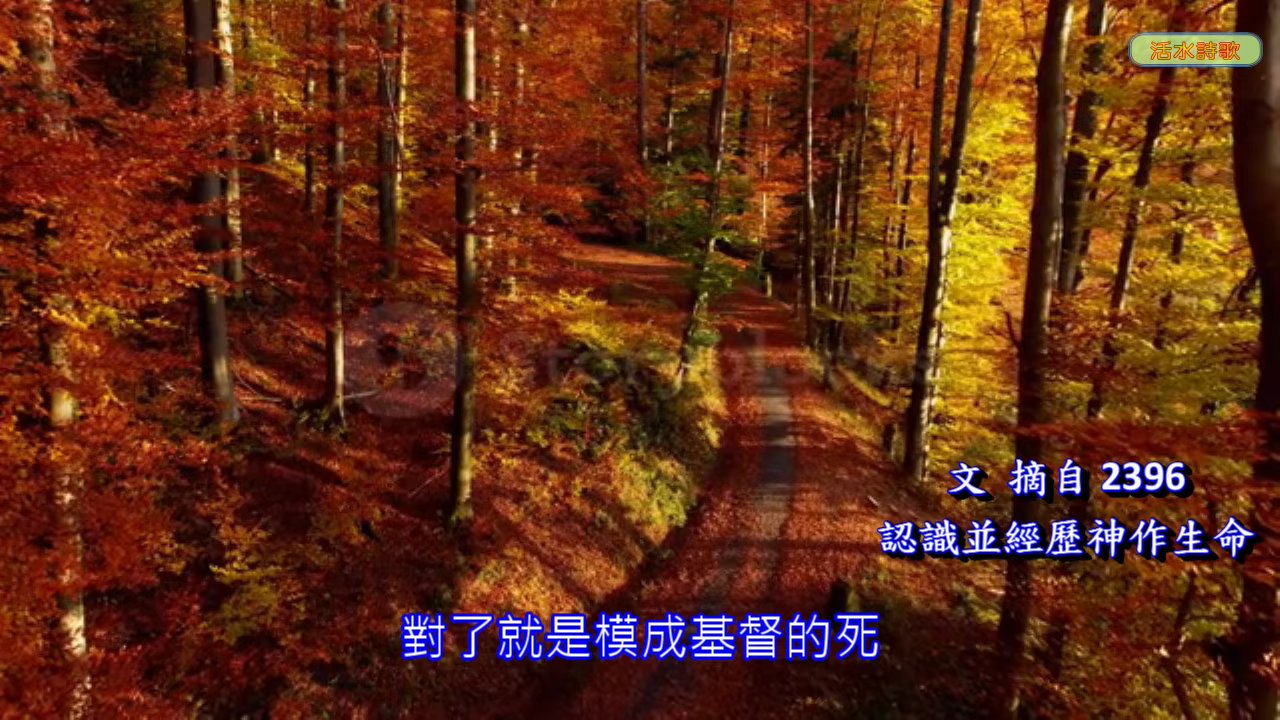 活水詩歌
文 摘自 2396
認識並經歷神作生命
對了就是模成基督的死